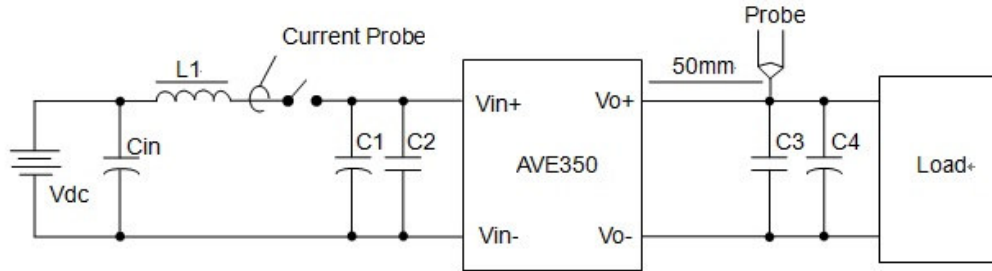 Probe
Current Probe
L1
50mm
Vin+
Vo+
Cin
C1
C2
AVE350
C3
C4
Load
Vdc
Vin-
Vo-